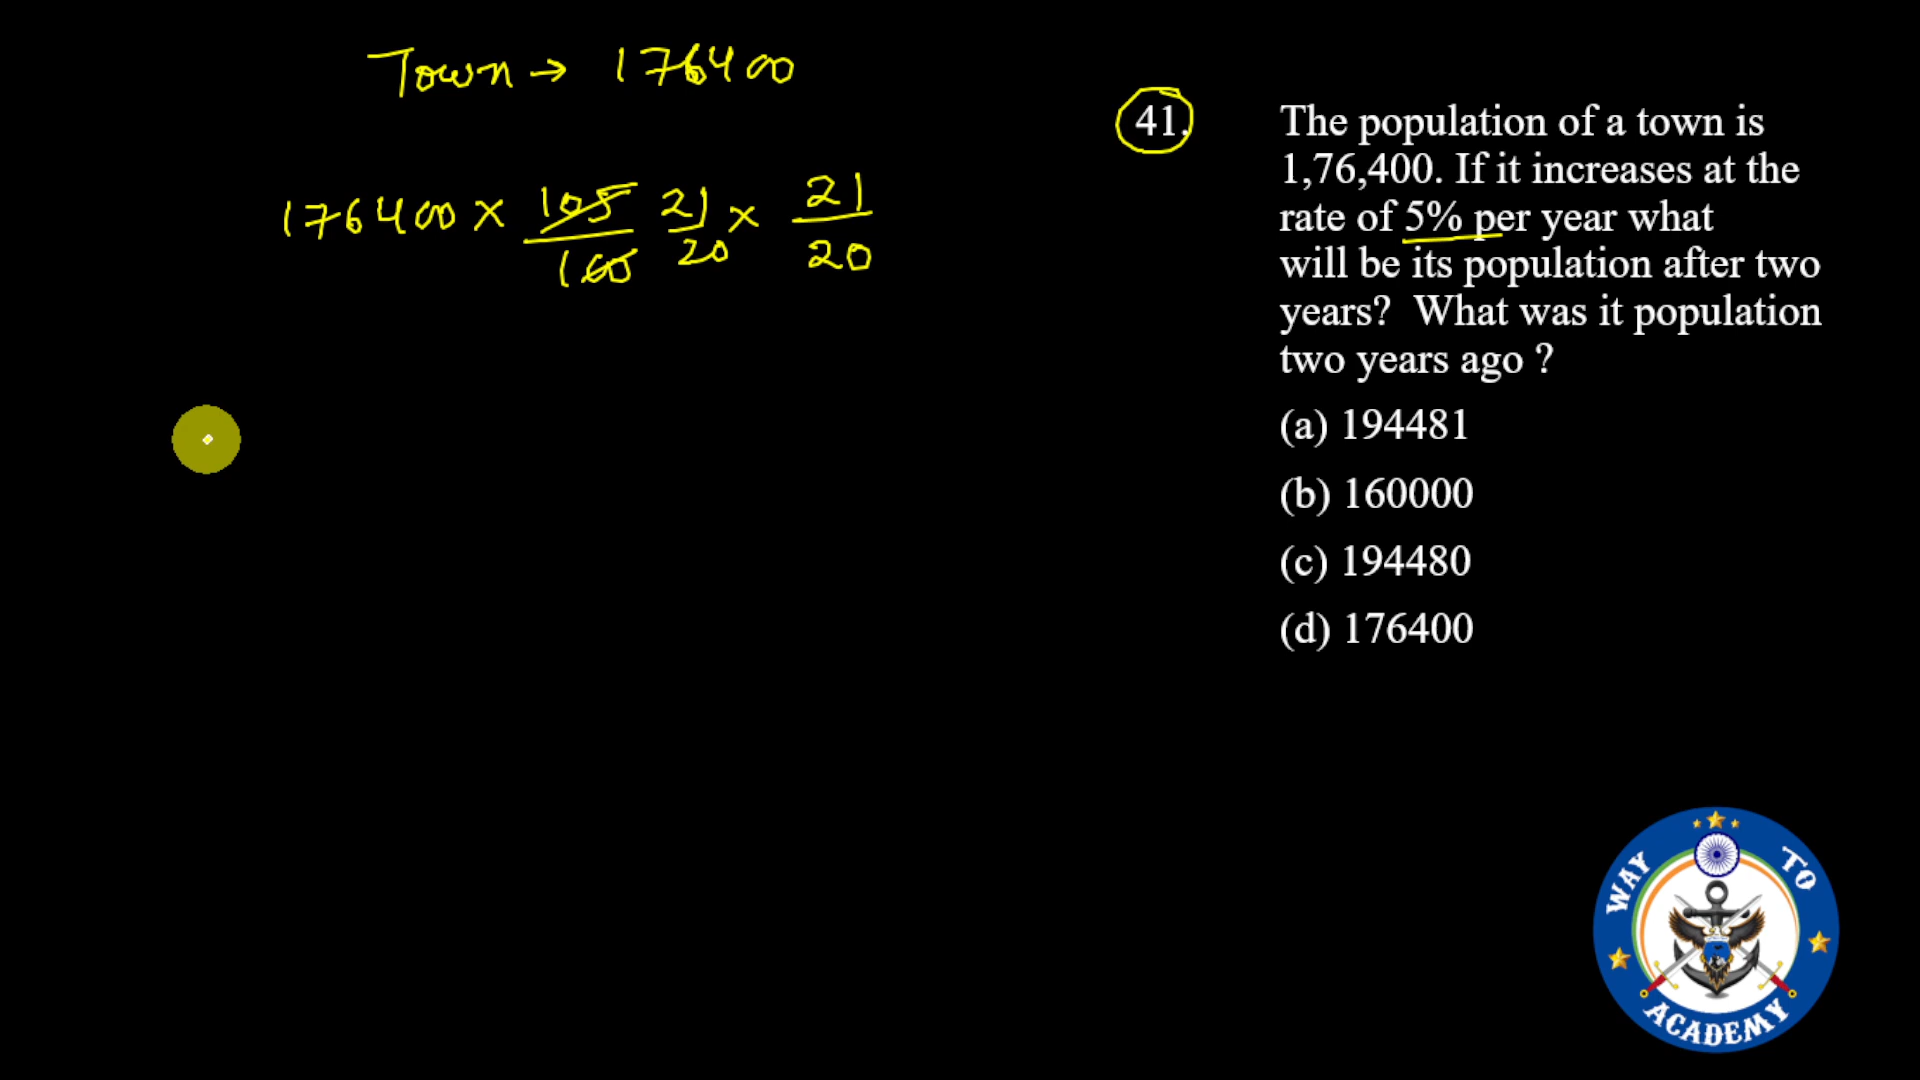 Town → 176400
176400 × 105/100 21/20 × 21/20
41.
The population of a town is
1,76,400. If it increases at the
rate of 5% per year what
will be its population after two
years? What was it population
two years ago ?
(a) 194481
(b) 160000
(c) 194480
(d) 176400
WAY TO
ACADEMY